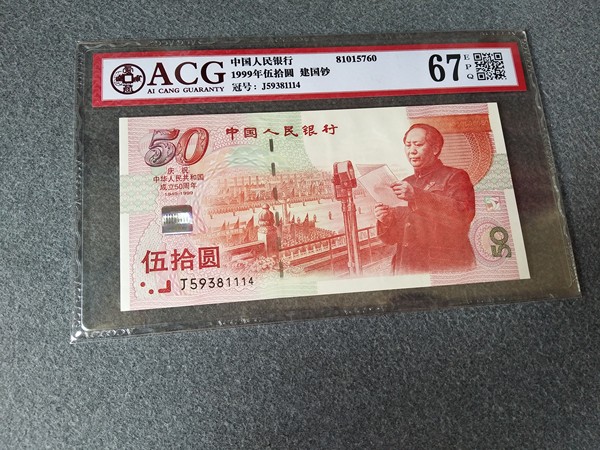 ACG
AI CANG GUARANTY
中国人民银行 81015760
1999年伍拾圆 建国钞
冠号: J59381114
67 EPQ
50
中国人民银行
庆祝
中华人民共和国
成立50周年
1949-1999
伍拾圆
J59381114
50